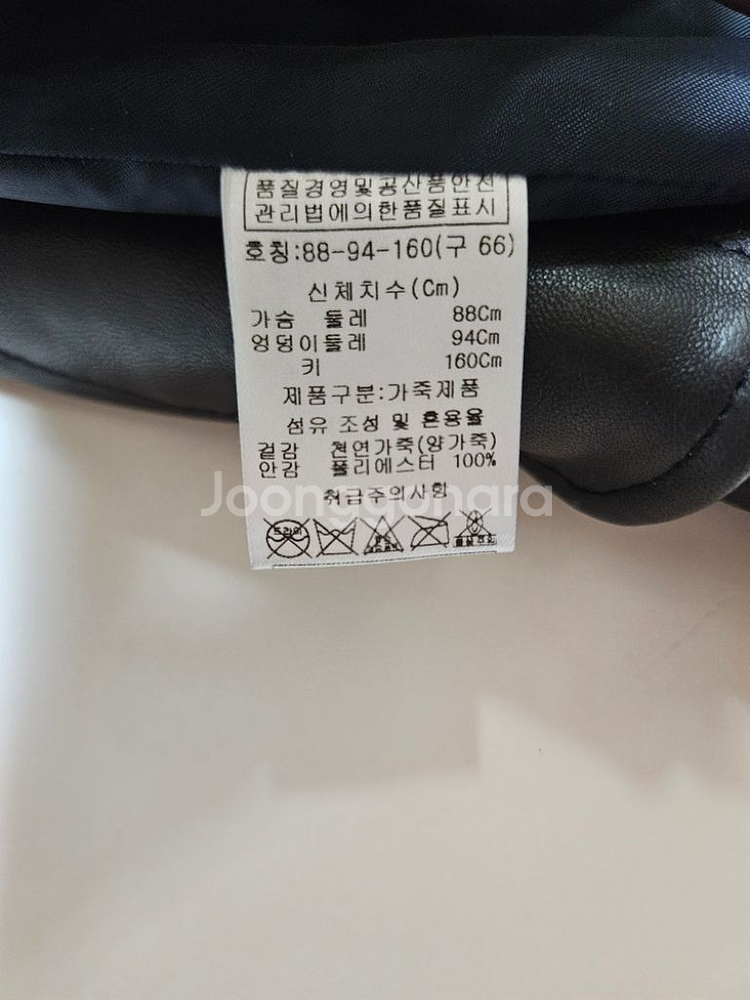 품질경영및공산품안전
관리법에의한품질표시
호칭:88-94-160(구 66)
신체치수(Cm)
가슴 둘레 88Cm
엉덩이둘레 94Cm
키 160Cm
제품구분:가죽제품
섬유 조성 및 혼용율
겉감 천연가죽(양가죽)
안감 폴리에스터 100%
취급주의사항
Joonggonara
드라이